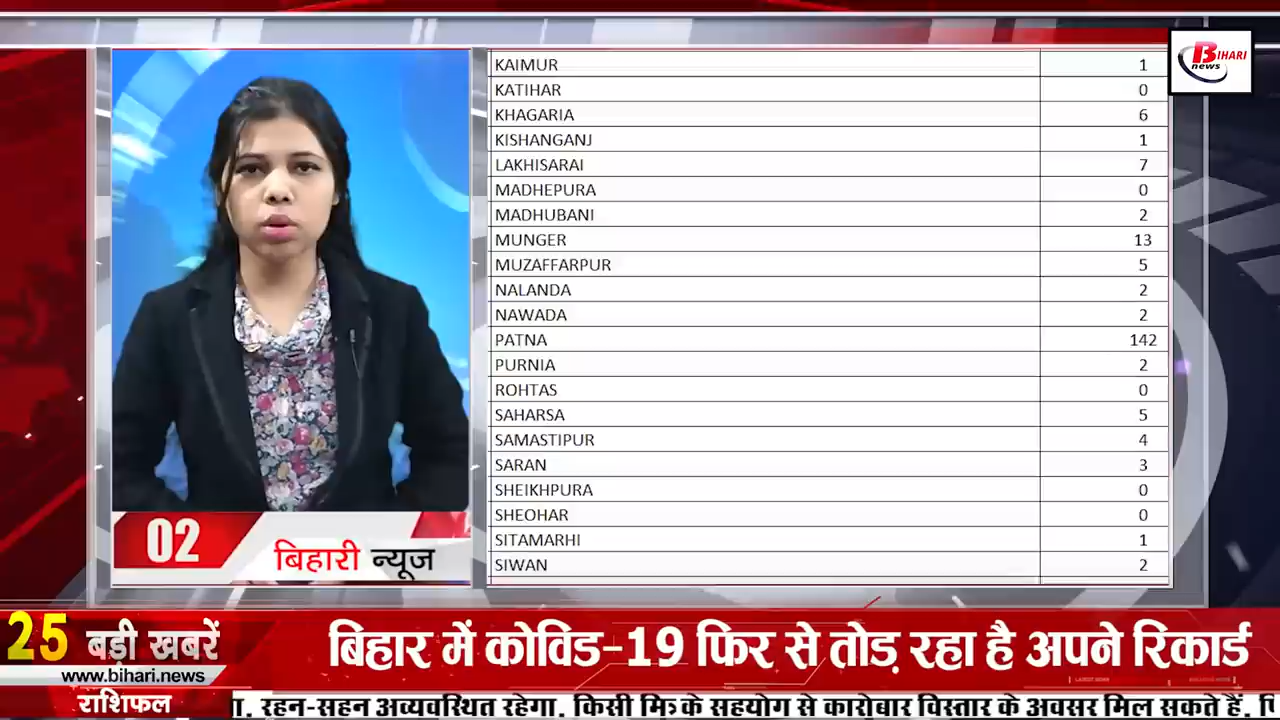 BIHARI
news
KAIMUR 1
KATIHAR 0
KHAGARIA 6
KISHANGANJ 1
LAKHISARAI 7
MADHEPURA 0
MADHUBANI 2
MUNGER 13
MUZAFFARPUR 5
NALANDA 2
NAWADA 2
PATNA 142
PURNIA 2
ROHTAS 0
SAHARSA 5
SAMASTIPUR 4
SARAN 3
SHEIKHPURA 0
SHEOHAR 0
SITAMARHI 1
SIWAN 2
02
बिहारी न्यूज
25 बड़ी खबरें
www.bihari.news
बिहार में कोविड-19 फिर से तोड़ रहा है अपने रिकार्ड
राशिफल
रहन-सहन अव्यवस्थित रहेगा. किसी मित्र के सहयोग से कारोबार विस्तार के अवसर मिल सकते हैं.